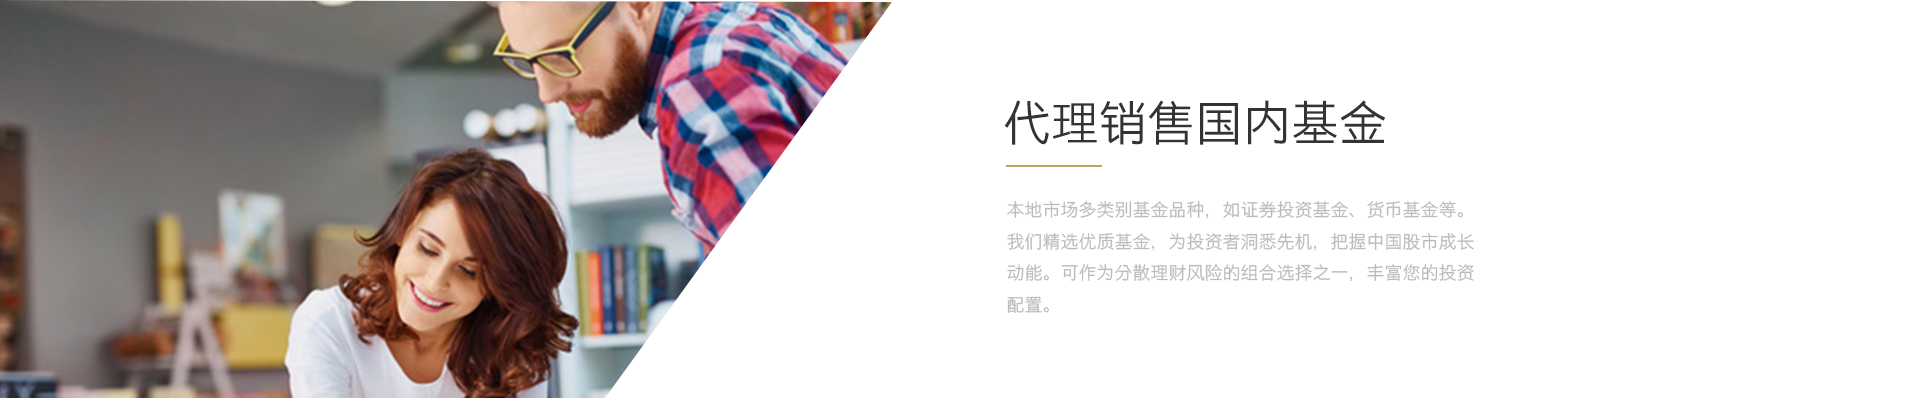 代理销售国内基金
本地市场多类别基金品种，如证券投资基金、货币基金等。
我们精选优质基金，为投资者洞悉先机，把握中国股市成长
动能。可作为分散理财风险的组合选择之一，丰富您的投资
配置。